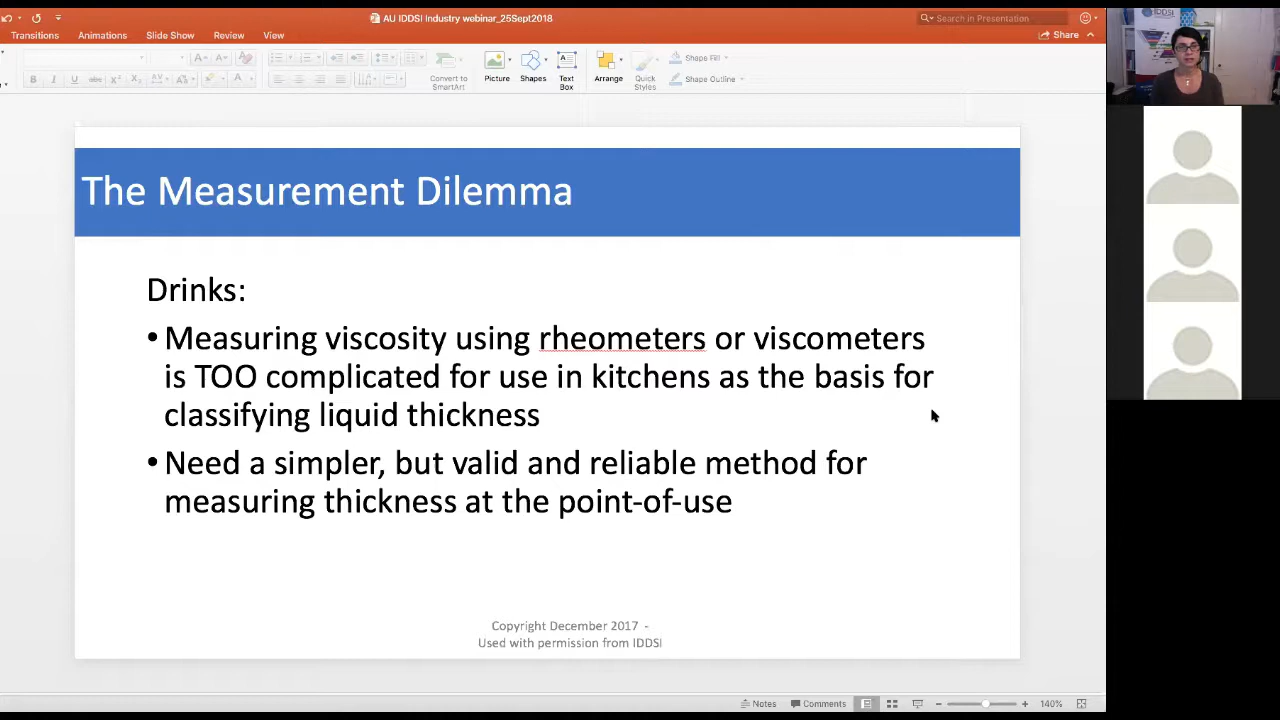 AU IDDSI Industry webinar_25Sept2018
Search in Presentation
Transitions Animations Slide Show Review View
Share
Convert to
SmartArt
Picture
Shapes
Text
Box
Arrange
Quick
Styles
Shape Fill
Shape Outline
IDDSI
The Measurement Dilemma
Drinks:
• Measuring viscosity using rheometers or viscometers
is TOO complicated for use in kitchens as the basis for
classifying liquid thickness
• Need a simpler, but valid and reliable method for
measuring thickness at the point-of-use
Copyright December 2017 -
Used with permission from IDDSI
Notes Comments 140%